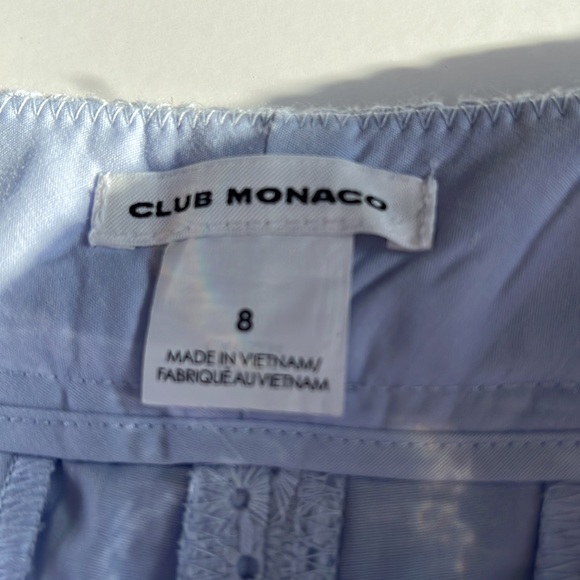 CLUB MONACO
8
MADE IN VIETNAM/
FABRIQUÉ AU VIETNAM